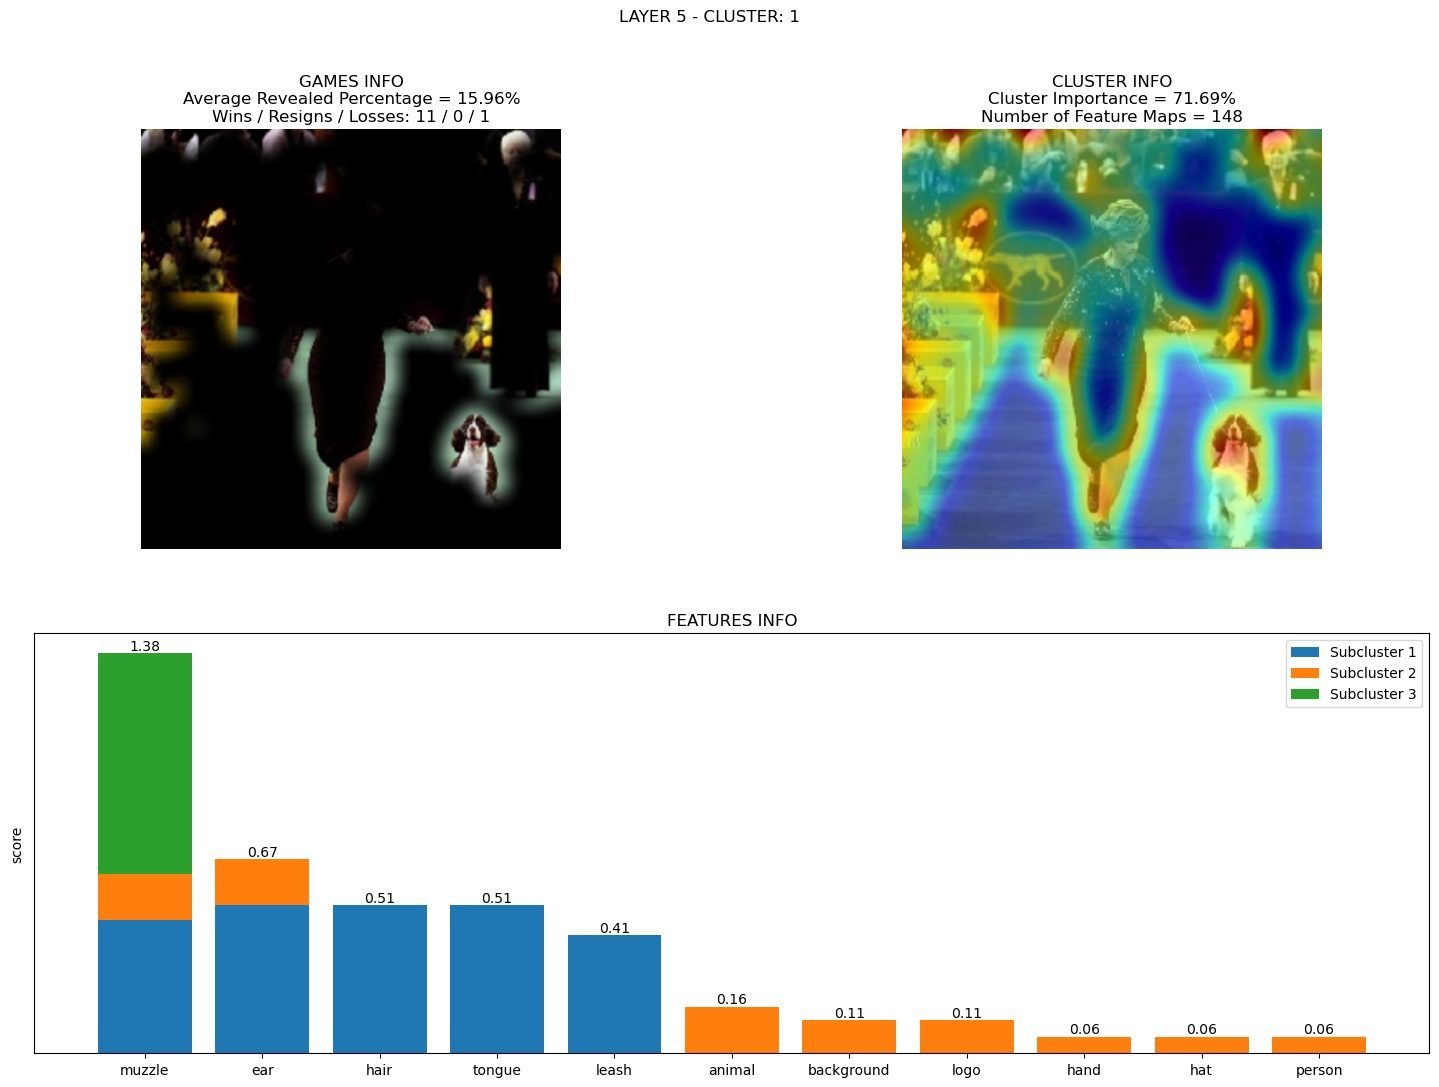 LAYER 5 - CLUSTER: 1
GAMES INFO
Average Revealed Percentage = 15.96%
Wins / Resigns / Losses: 11 / 0 / 1
CLUSTER INFO
Cluster Importance = 71.69%
Number of Feature Maps = 148
FEATURES INFO
score
1.38
0.67
0.51
0.51
0.41
0.16
0.11
0.11
0.06
0.06
0.06
Subcluster 1
Subcluster 2
Subcluster 3
muzzle
ear
hair
tongue
leash
animal
background
logo
hand
hat
person